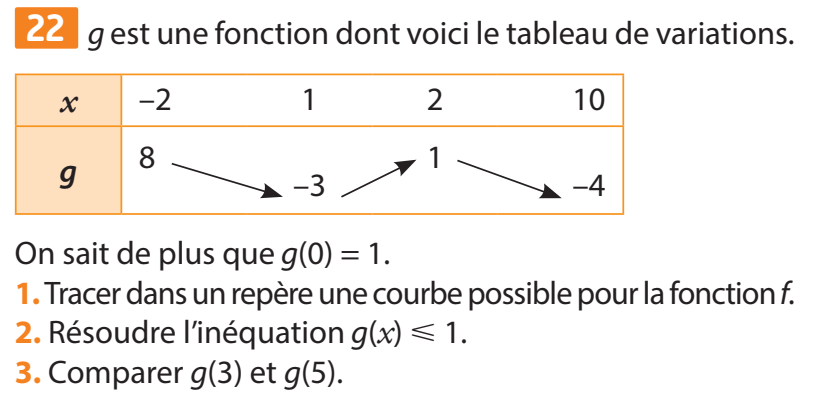 22 g est une fonction dont voici le tableau de variations.
x –2 1 2 10
g 8 –3 1 –4
On sait de plus que g(0) = 1.
1. Tracer dans un repère une courbe possible pour la fonction f.
2. Résoudre l'inéquation g(x) ⩽ 1.
3. Comparer g(3) et g(5).